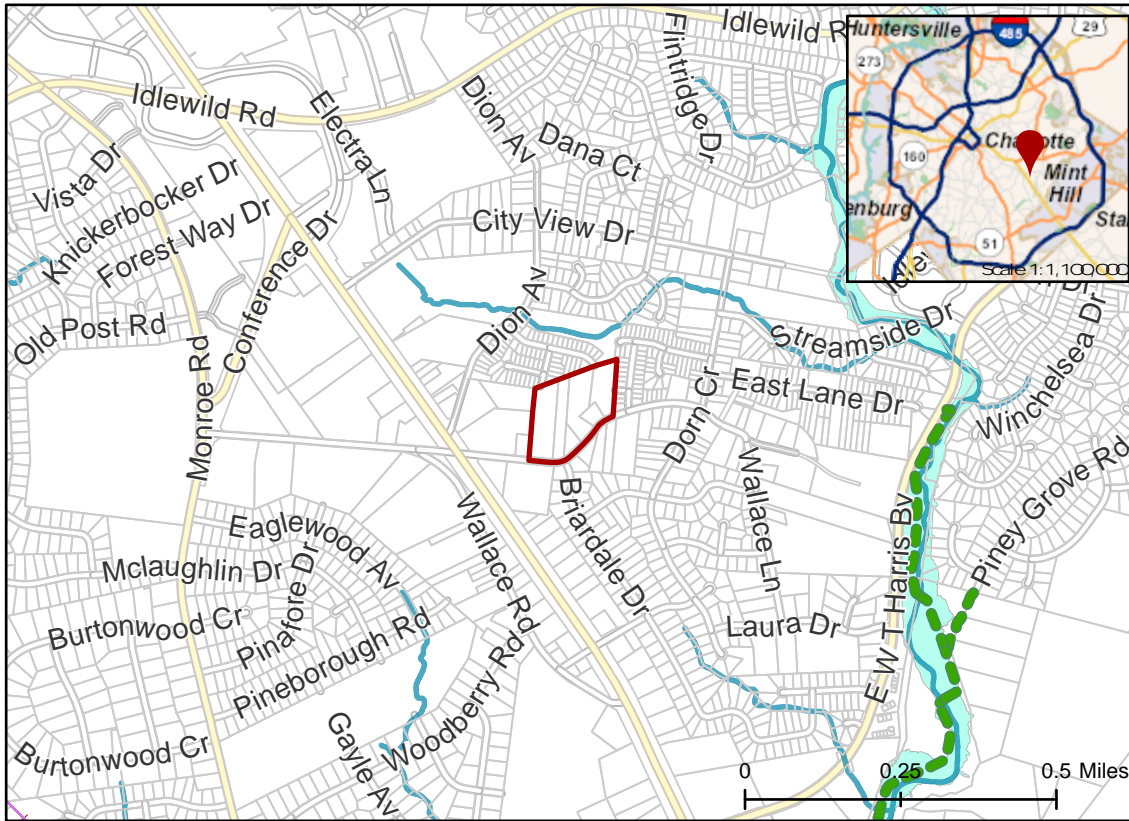 Idlewild Rd
Flintridge Dr
Huntersville
485
29
273
160
Charlotte
Mint
Hill
enburg
51
Sta
Scale 1:1,100,000
Idlewild R
Electra Ln
Dion Av
Dana Ct
Vista Dr
Knickerbocker Dr
Forest Way Dr
City View Dr
Conference Dr
Old Post Rd
Dion Av
Streamside Dr
Winchelsea Dr
Monroe Rd
East Lane Dr
Dorn Cr
Wallace Ln
Piney Grove Rd
Eaglewood Av
Wallace Rd
Briardale Dr
E W T Harris Bv
Mclaughlin Dr
Pinafore Dr
Burtonwood Cr
Pineborough Rd
Laura Dr
Woodberry Rd
Gayle Av
Burtonwood Cr
0
0.25
0.5 Miles